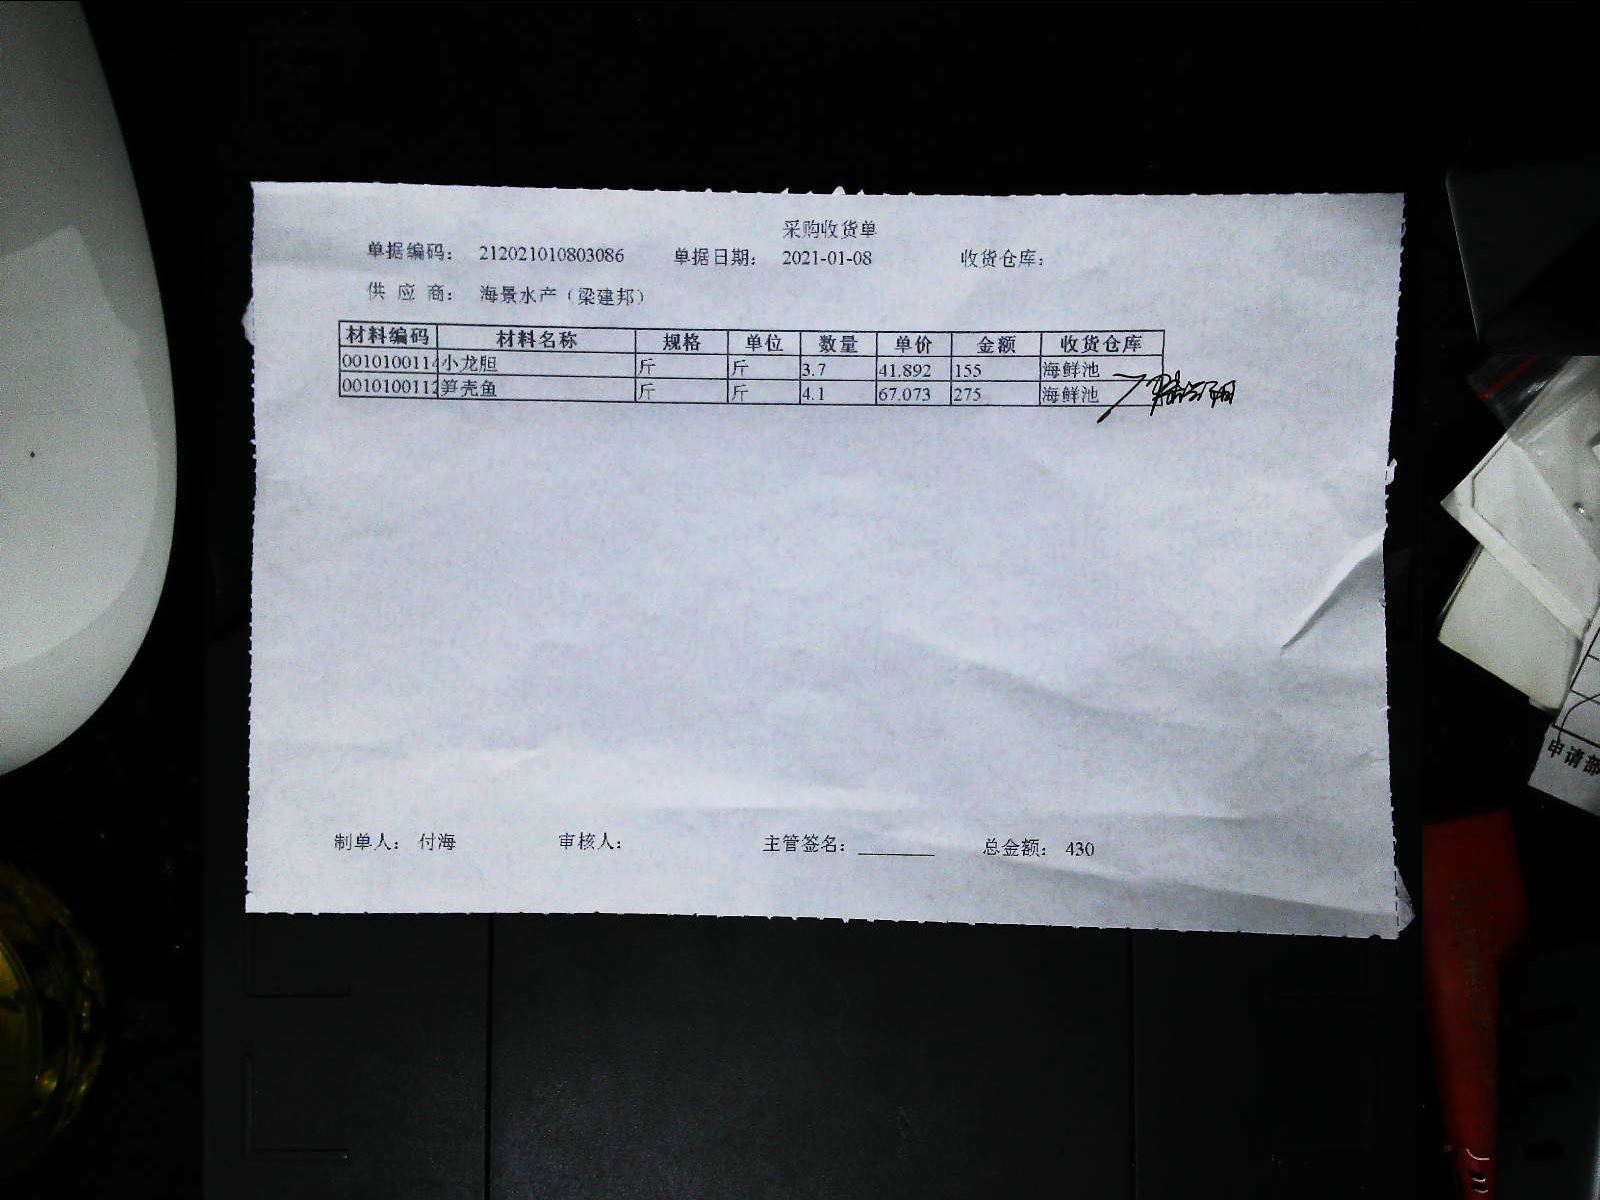 采购收货单
单据编码： 212021010803086 单据日期： 2021-01-08 收货仓库：
供 应 商： 海景水产（梁建邦）
材料编码 材料名称 规格 单位 数量 单价 金额 收货仓库
0010100114 小龙胆 斤 斤 3.7 41.892 155 海鲜池
0010100112 笋壳鱼 斤 斤 4.1 67.073 275 海鲜池
制单人： 付海 审核人： 主管签名： 总金额： 430
申请部